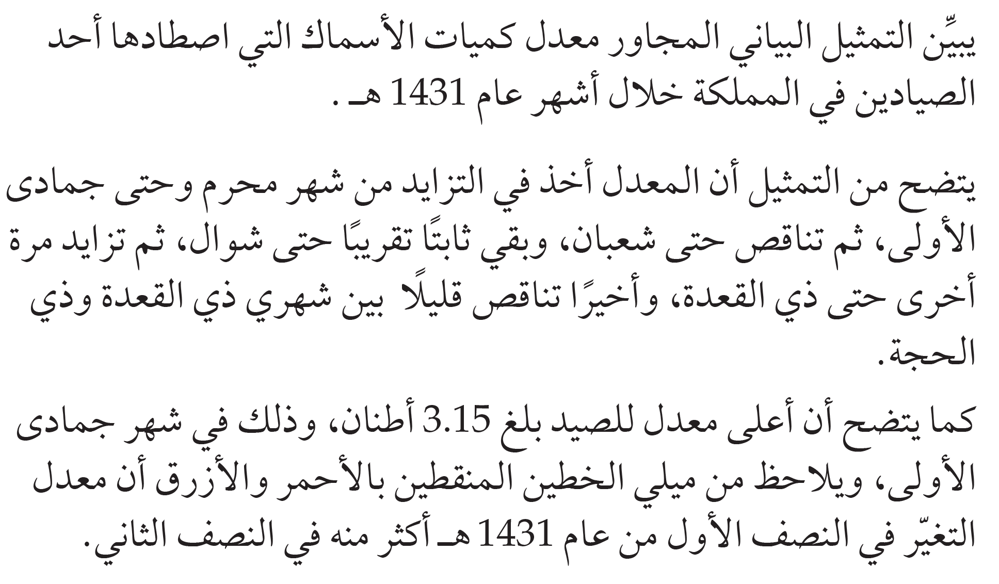 يبيِّن التمثيل البياني المجاور معدل كميات الأسماك التي اصطادها أحد
الصيادين في المملكة خلال أشهر عام 1431 هـ .
يتضح من التمثيل أن المعدل أخذ في التزايد من شهر محرم وحتى جمادى
الأولى، ثم تناقص حتى شعبان، وبقي ثابتًا تقريبًا حتى شوال، ثم تزايد مرة
أخرى حتى ذي القعدة، وأخيرًا تناقص قليلًا بين شهري ذي القعدة وذي
الحجة.
كما يتضح أن أعلى معدل للصيد بلغ 3.15 أطنان، وذلك في شهر جمادى
الأولى، ويلاحظ من ميلي الخطين المنقطين بالأحمر والأزرق أن معدل
التغيّر في النصف الأول من عام 1431 هـ أكثر منه في النصف الثاني.